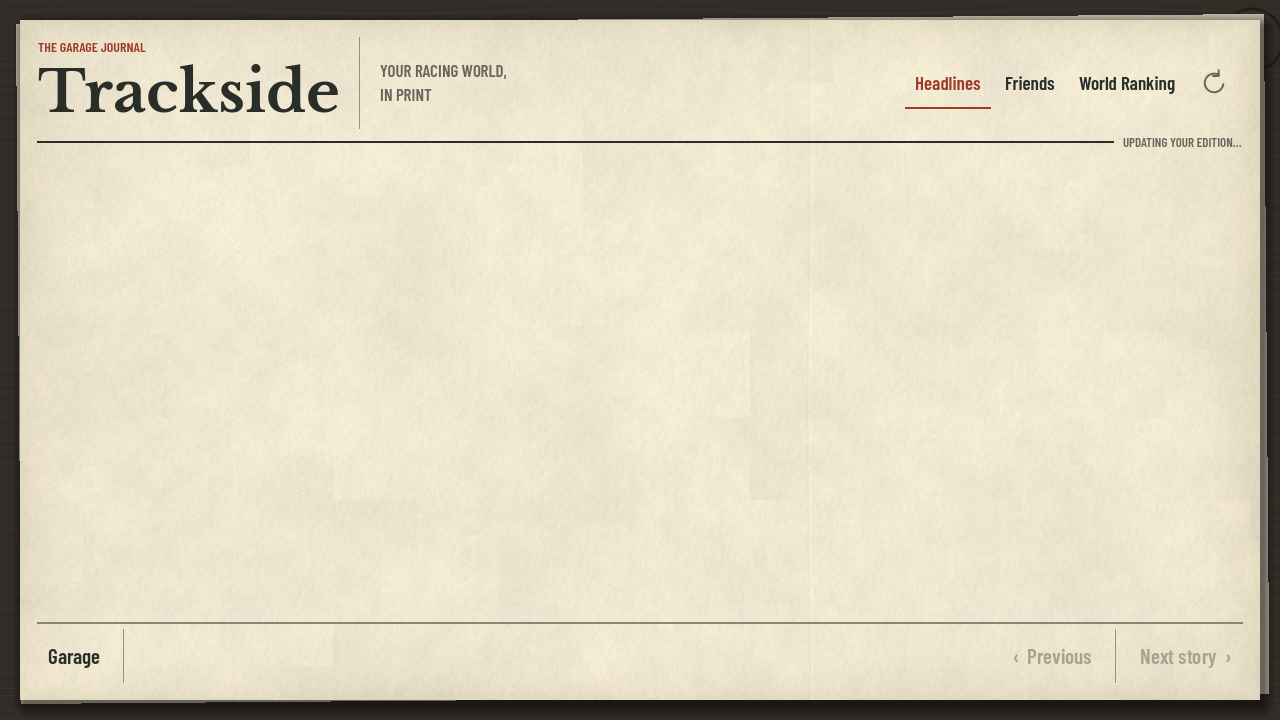 THE GARAGE JOURNAL
Trackside
YOUR RACING WORLD,
IN PRINT
Headlines
Friends
World Ranking
UPDATING YOUR EDITION...
Garage
‹ Previous
Next story ›